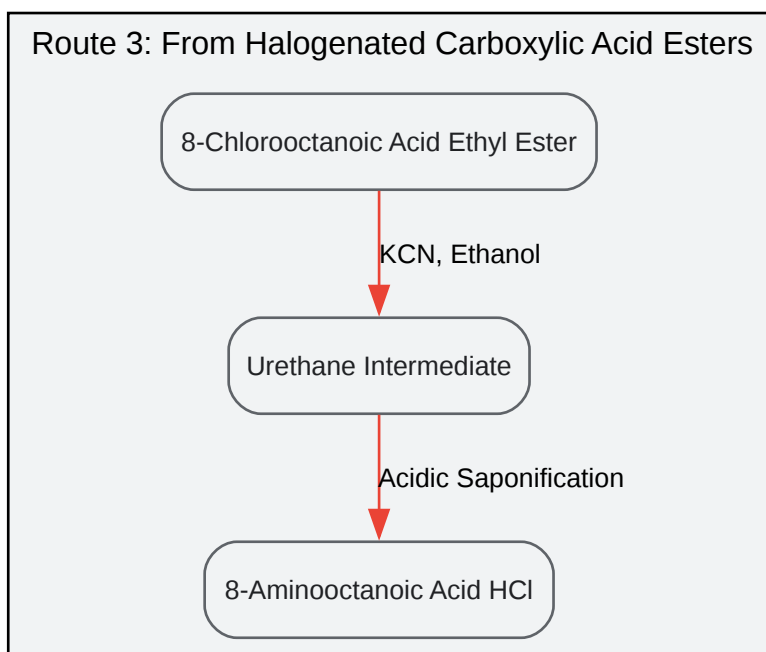 Route 3: From Halogenated Carboxylic Acid Esters
8-Chlorooctanoic Acid Ethyl Ester
KCN, Ethanol
Urethane Intermediate
Acidic Saponification
8-Aminooctanoic Acid HCl